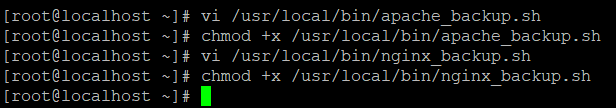 [root@localhost ~]# vi /usr/local/bin/apache_backup.sh
[root@localhost ~]# chmod +x /usr/local/bin/apache_backup.sh
[root@localhost ~]# vi /usr/local/bin/nginx_backup.sh
[root@localhost ~]# chmod +x /usr/local/bin/nginx_backup.sh
[root@localhost ~]#